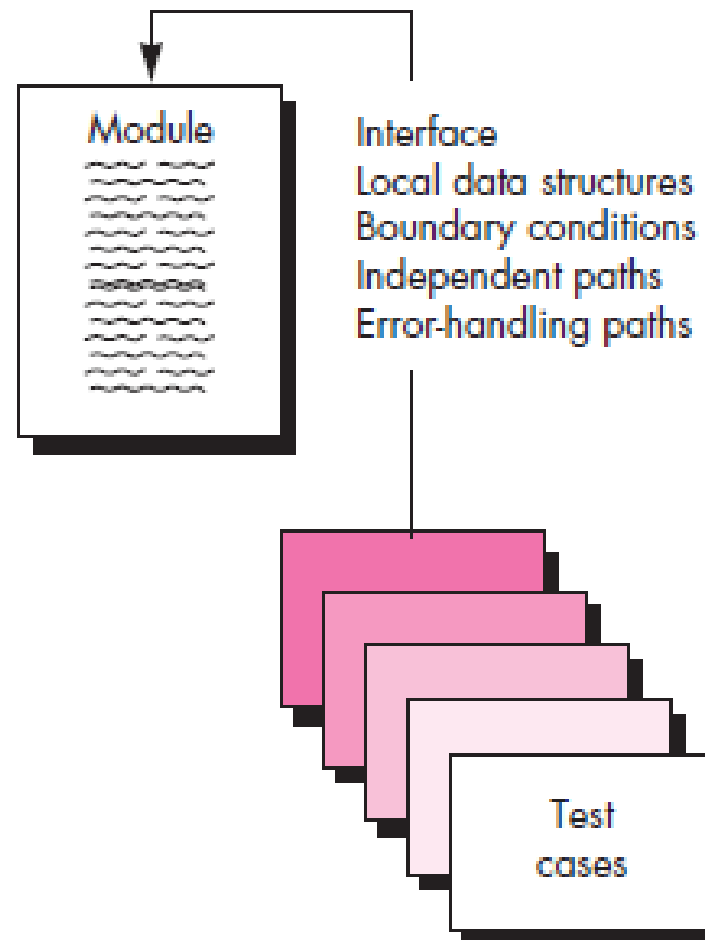 Module
Interface
Local data structures
Boundary conditions
Independent paths
Error-handling paths
Test
cases